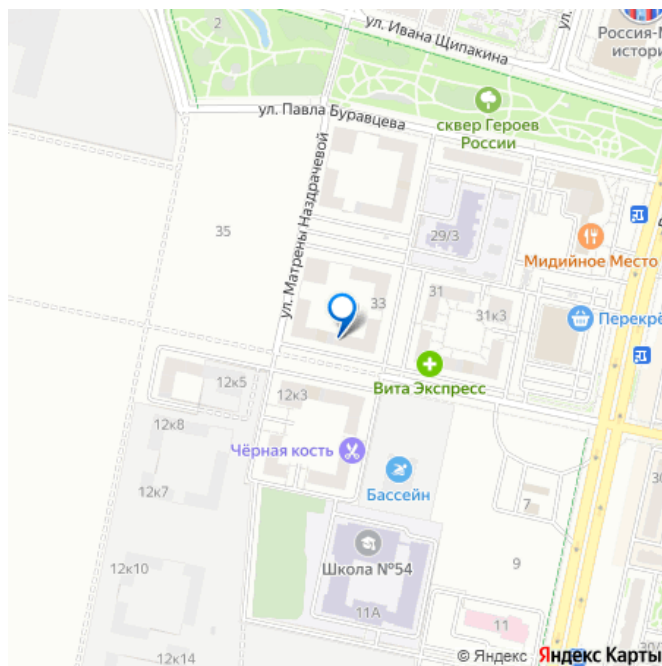 2
ул. Ивана Щипакина
ул.
Россия-М
истори
ул. Павла Буравцева
сквер Героев
России
ул. Матрены Наздрачевой
35
29/3
Мидийное Место
33
31
31к3
Перекрё
Вита Экспресс
12к5
12к3
12к8
Чёрная кость
Бассейн
12к7
7
Школа №54
9
12к10
11А
11
12к14
© Яндекс Яндекс Карты